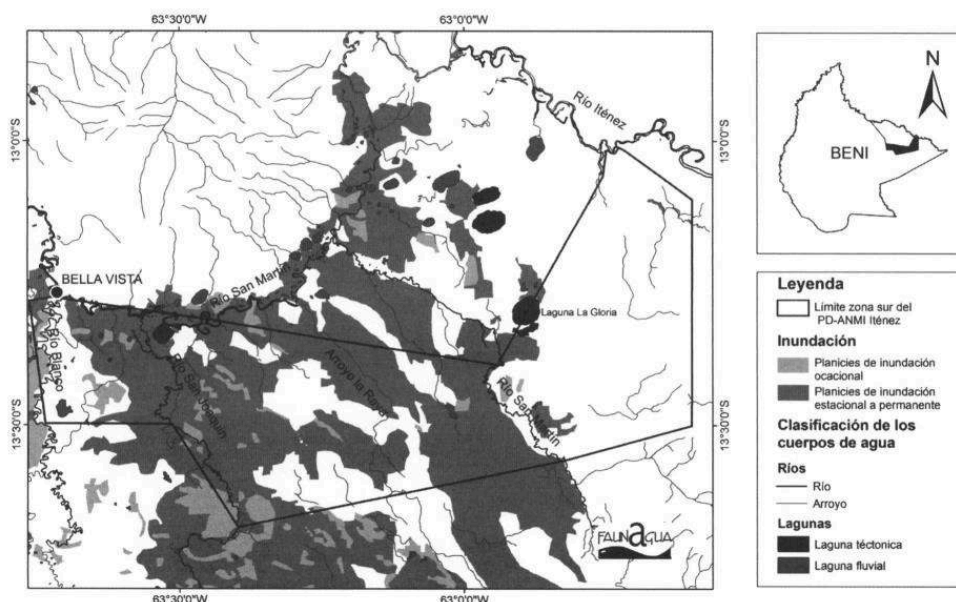 63°30'0"W
63°0'0"W
13°0'0"S
13°0'0"S
Río Iténez
BELLA VISTA
Río San Martín
Laguna La Gloria
Río Blanco
Río San Joaquín
Arroyo la Raya
Río San Martín
13°30'0"S
13°30'0"S
FAUNAGUA
63°30'0"W
63°0'0"W
N
BENI
Leyenda
Límite zona sur del
PD-ANMI Iténez
Inundación
Planicies de inundación
ocacional
Planicies de inundación
estacional a permanente
Clasificación de los
cuerpos de agua
Ríos
Río
Arroyo
Lagunas
Laguna téctonica
Laguna fluvial